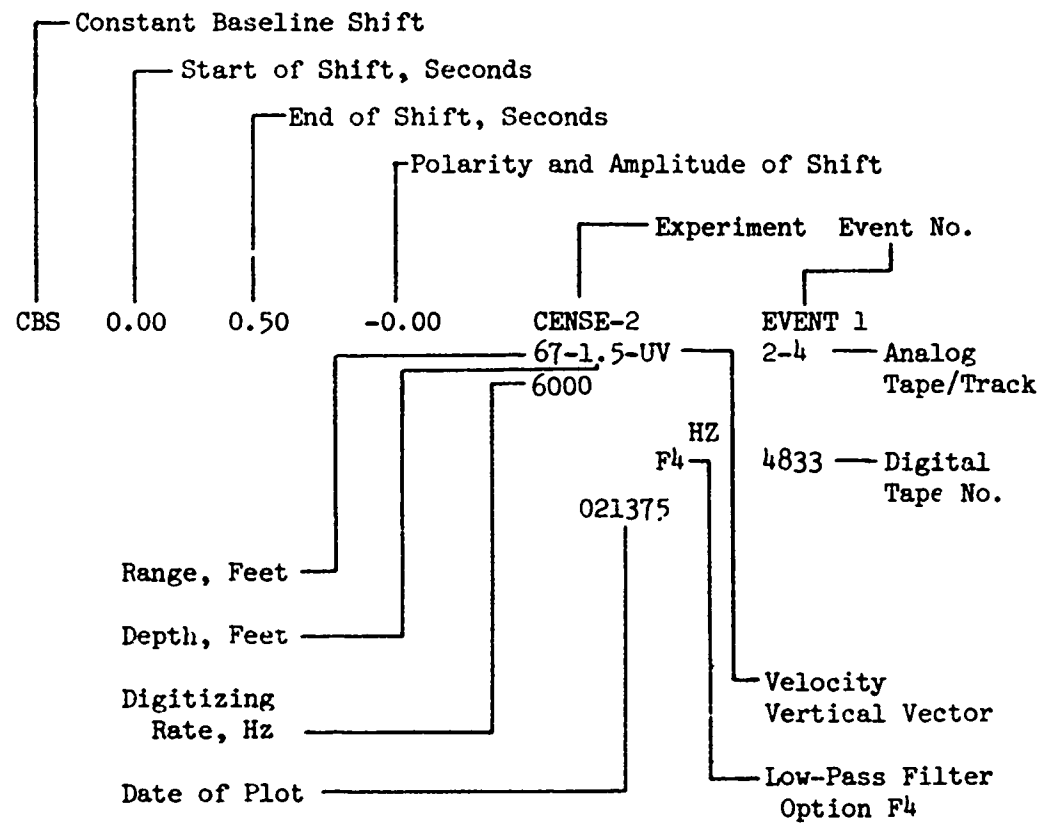 Constant Baseline Shift
Start of Shift, Seconds
End of Shift, Seconds
Polarity and Amplitude of Shift
Experiment Event No.
CBS 0.00 0.50 -0.00 CENSE-2 EVENT 1
67-1.5-UV 2-4 Analog
Tape/Track
6000
HZ
F4 4833 Digital
Tape No.
021375
Range, Feet
Depth, Feet
Digitizing
Rate, Hz
Velocity
Vertical Vector
Date of Plot
Low-Pass Filter
Option F4